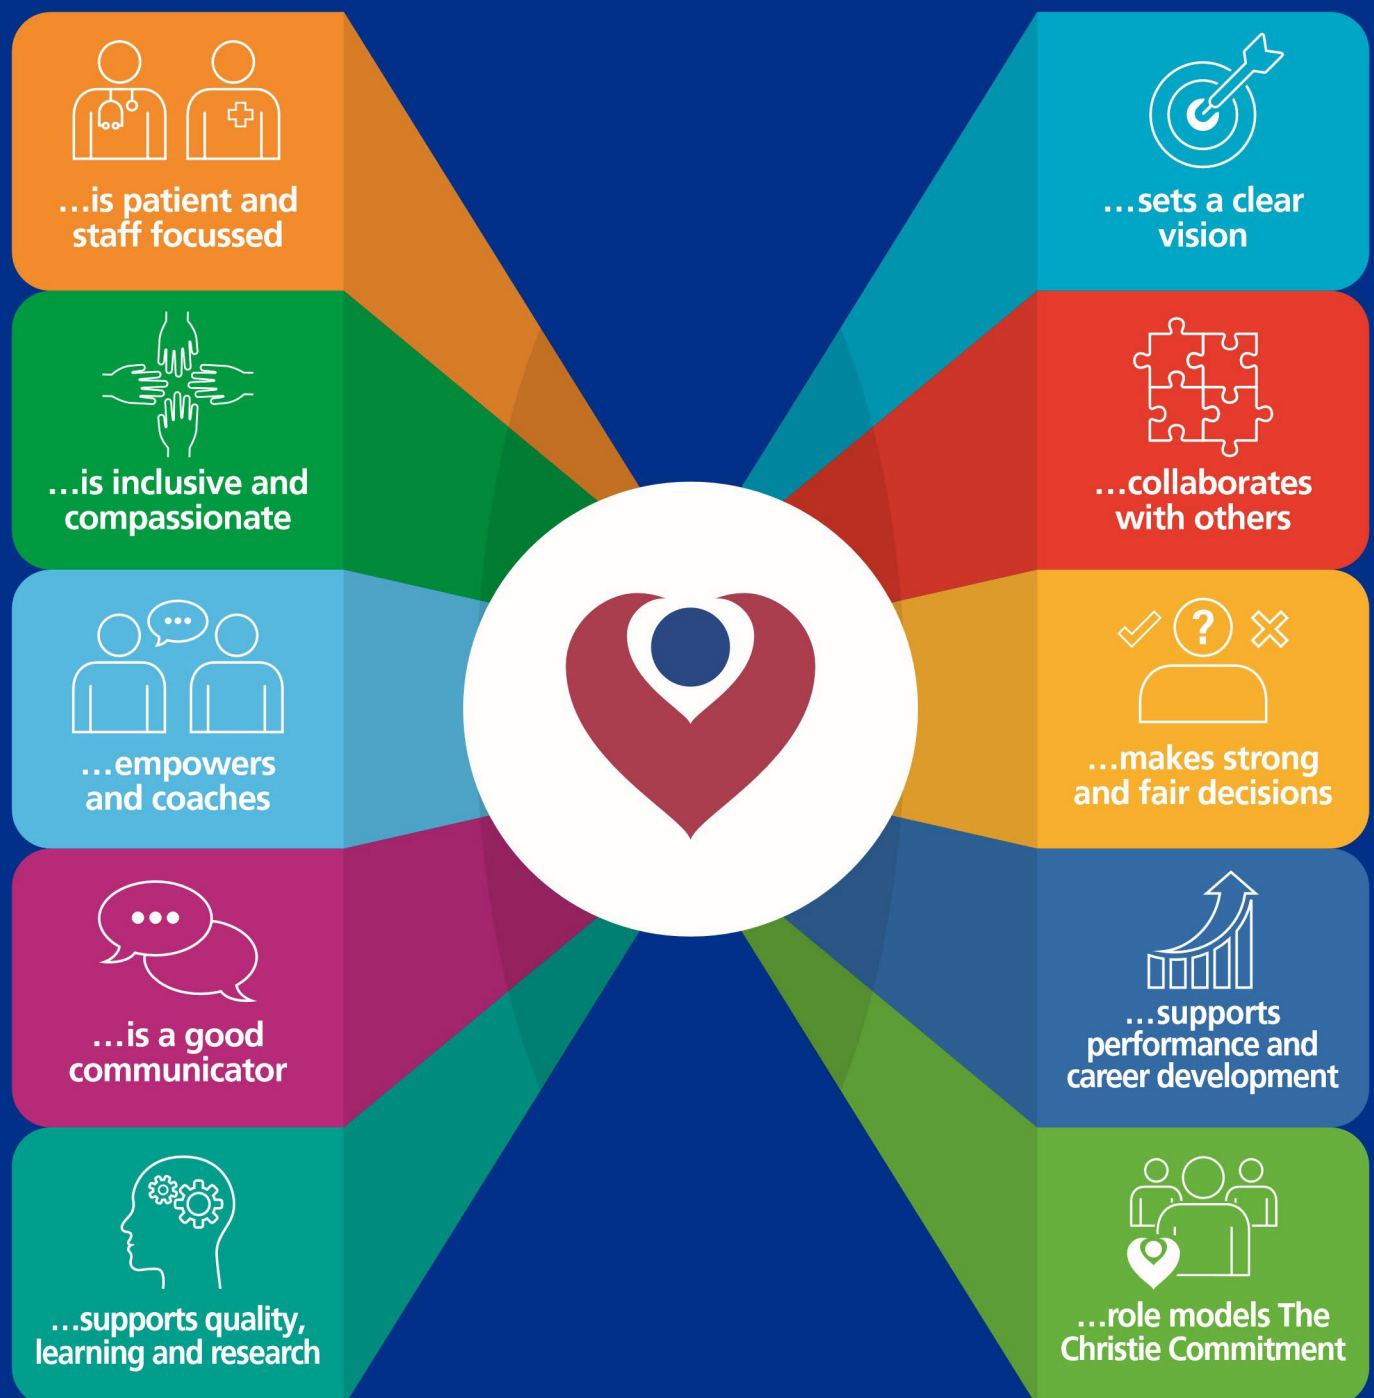 ...is patient and
staff focussed
...is inclusive and
compassionate
...empowers
and coaches
...is a good
communicator
...supports quality,
learning and research
...sets a clear
vision
...collaborates
with others
?
...makes strong
and fair decisions
...supports
performance and
career development
...role models The
Christie Commitment